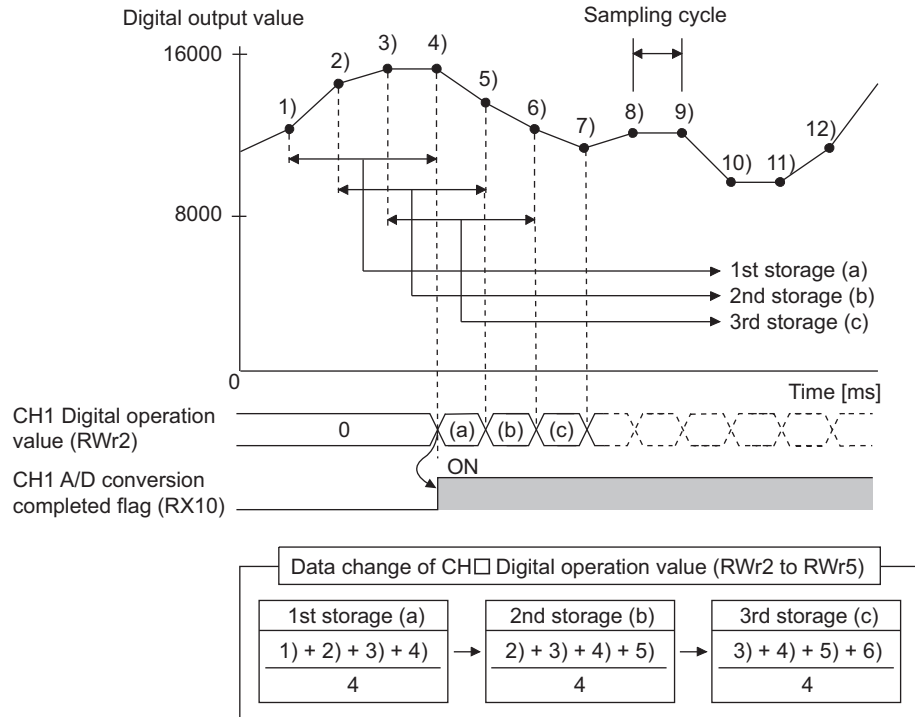 Digital output value
Sampling cycle
16000
1)
2)
3)
4)
5)
6)
7)
8)
9)
10)
11)
12)
8000
1st storage (a)
2nd storage (b)
3rd storage (c)
0
Time [ms]
CH1 Digital operation
value (RWr2)
0
(a)
(b)
(c)
ON
CH1 A/D conversion
completed flag (RX10)
Data change of CH□ Digital operation value (RWr2 to RWr5)
1st storage (a)
1) + 2) + 3) + 4)
4
2nd storage (b)
2) + 3) + 4) + 5)
4
3rd storage (c)
3) + 4) + 5) + 6)
4